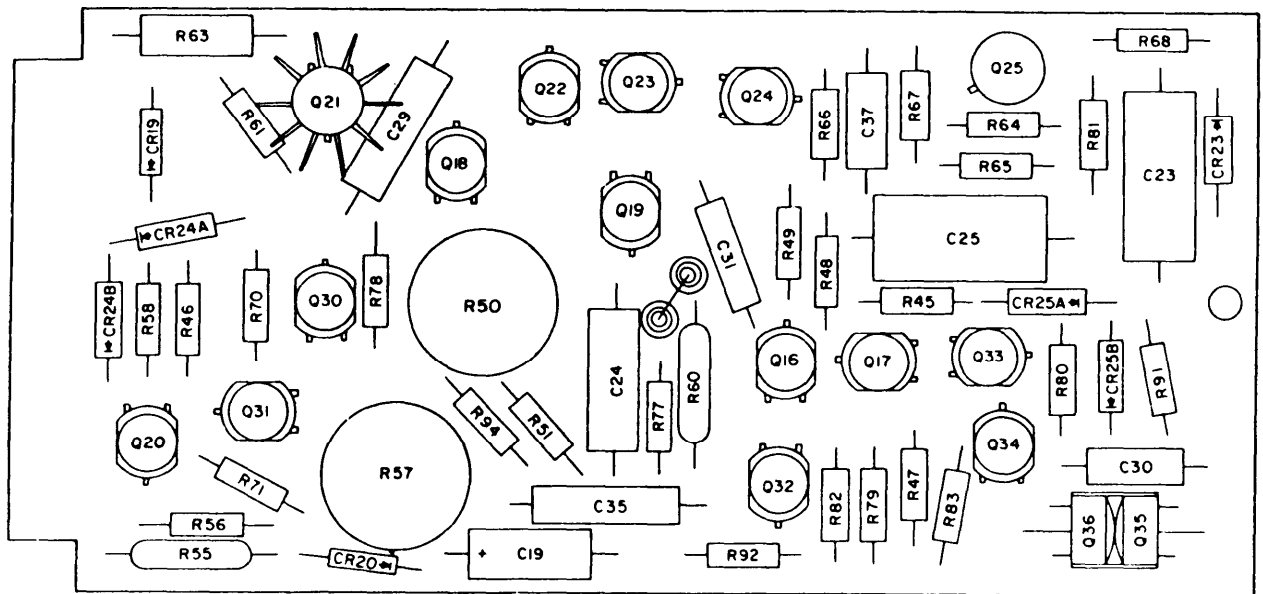 R63
R68
Q22
Q23
Q25
Q24
Q21
R67
R61
C29
R66
C37
R64
R81
CR19
CR23
Q18
R65
C23
Q19
CR24A
C31
R49
C25
R48
R78
CR24B
R58
R46
R70
Q30
R50
R45
CR25A
C24
R60
Q16
Q17
Q33
R80
CR25B
R91
R77
Q31
R94
R51
Q20
Q34
R57
C30
R71
Q32
R82
R79
R47
R83
C35
R56
Q36
Q35
R55
CR20
+ C19
R92